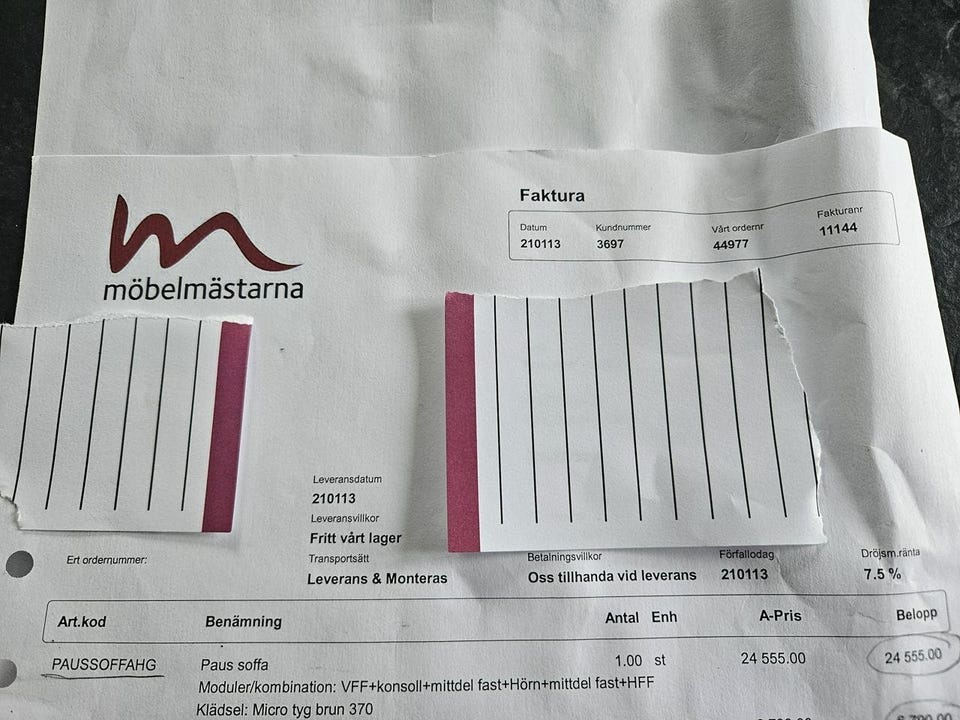 möbelmästarna
Faktura
Datum Kundnummer Vårt ordernr Fakturanr
210113 3697 44977 11144
Leveransdatum
210113
Leveransvillkor
Fritt vårt lager
Ert ordernummer: Transportsätt Betalningsvillkor Förfallodag Dröjsm.ränta
Leverans & Monteras Oss tillhanda vid leverans 210113 7.5 %
Art.kod Benämning Antal Enh A-Pris Belopp
PAUSSOFFAHG Paus soffa 1.00 st 24 555.00 24 555.00
Moduler/kombination: VFF+konsoll+mittdel fast+Hörn+mittdel fast+HFF
Klädsel: Micro tyg brun 370